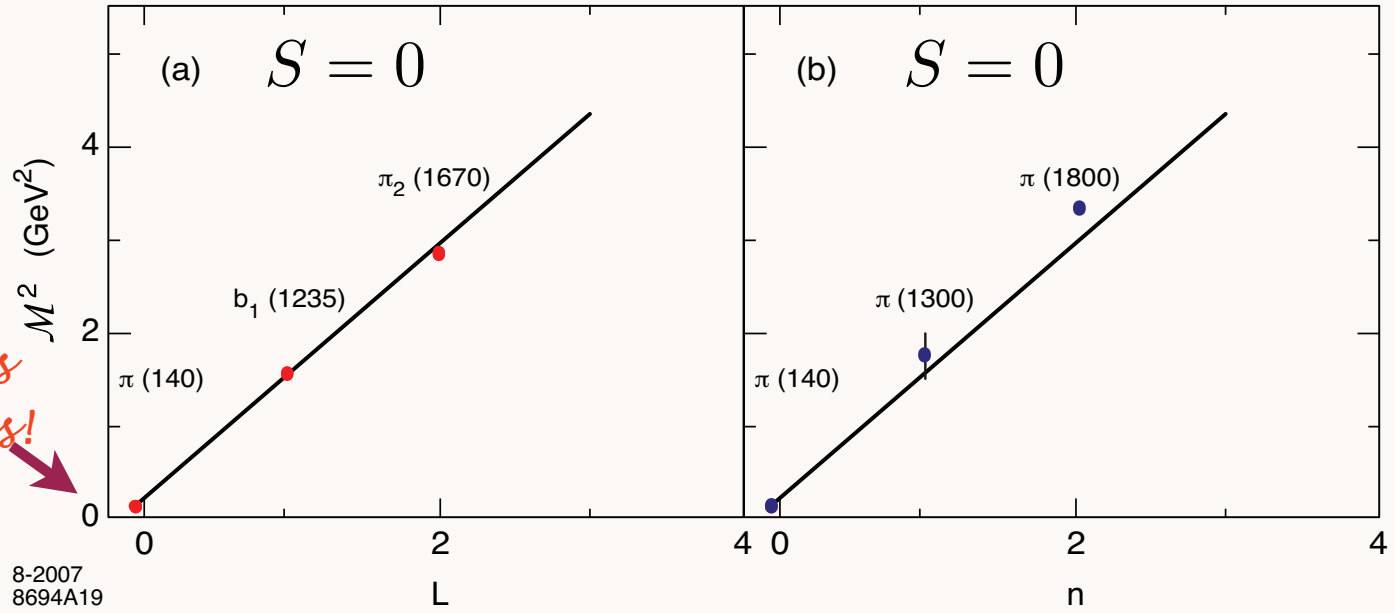 (a) S = 0
(b) S = 0
4
π₂ (1670)
π (1800)
ℳ² (GeV²)
b₁ (1235)
π (1300)
2
π (140)
π (140)
0
0 2 4
0 2 4
L
n
8-2007
8694A19